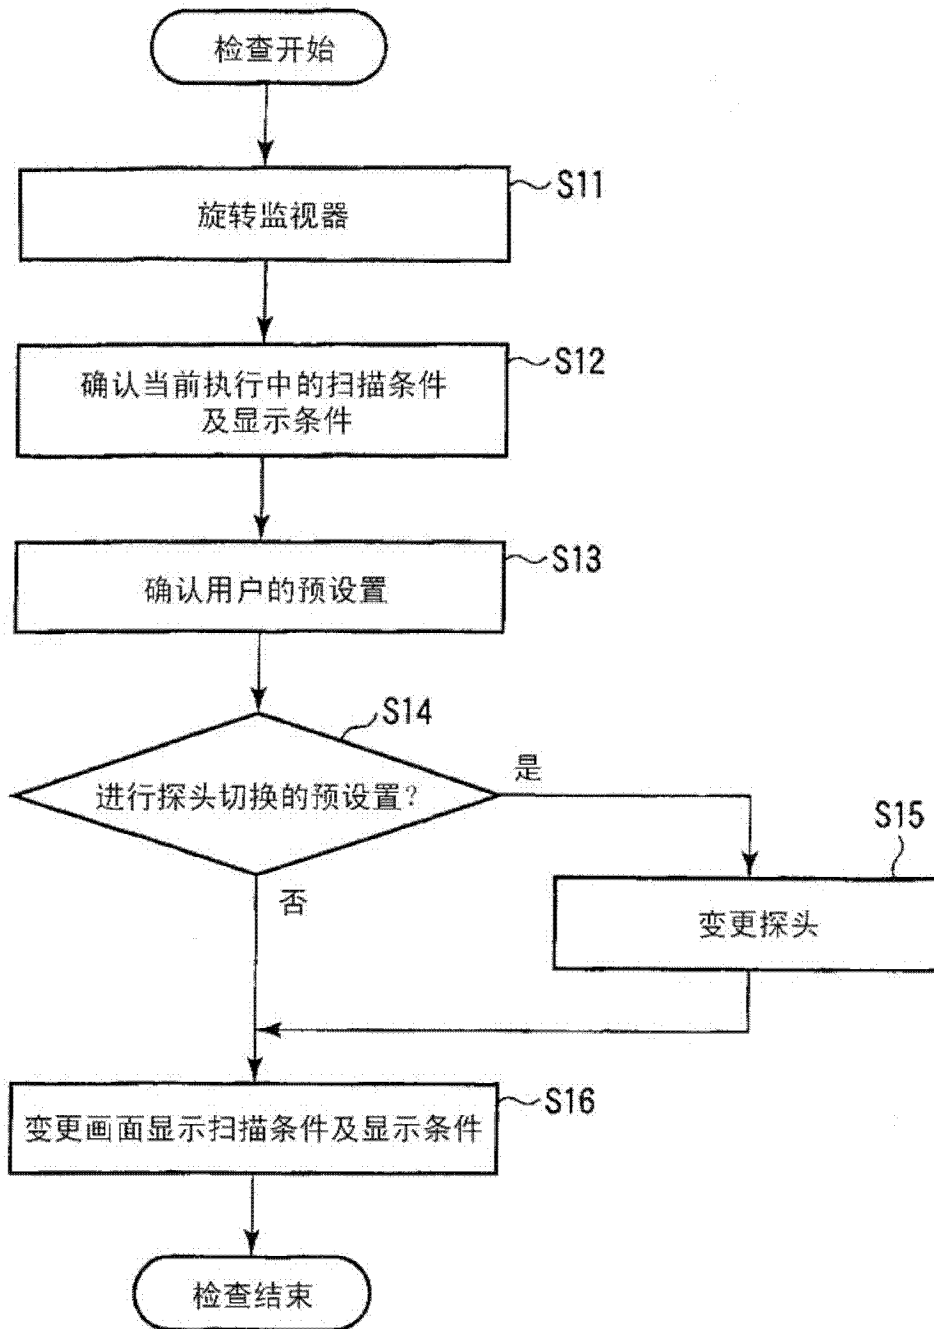 检查开始
S11
旋转监视器
S12
确认当前执行中的扫描条件
及显示条件
S13
确认用户的预设置
S14
进行探头切换的预设置?
是
S15
变更探头
否
S16
变更画面显示扫描条件及显示条件
检查结束